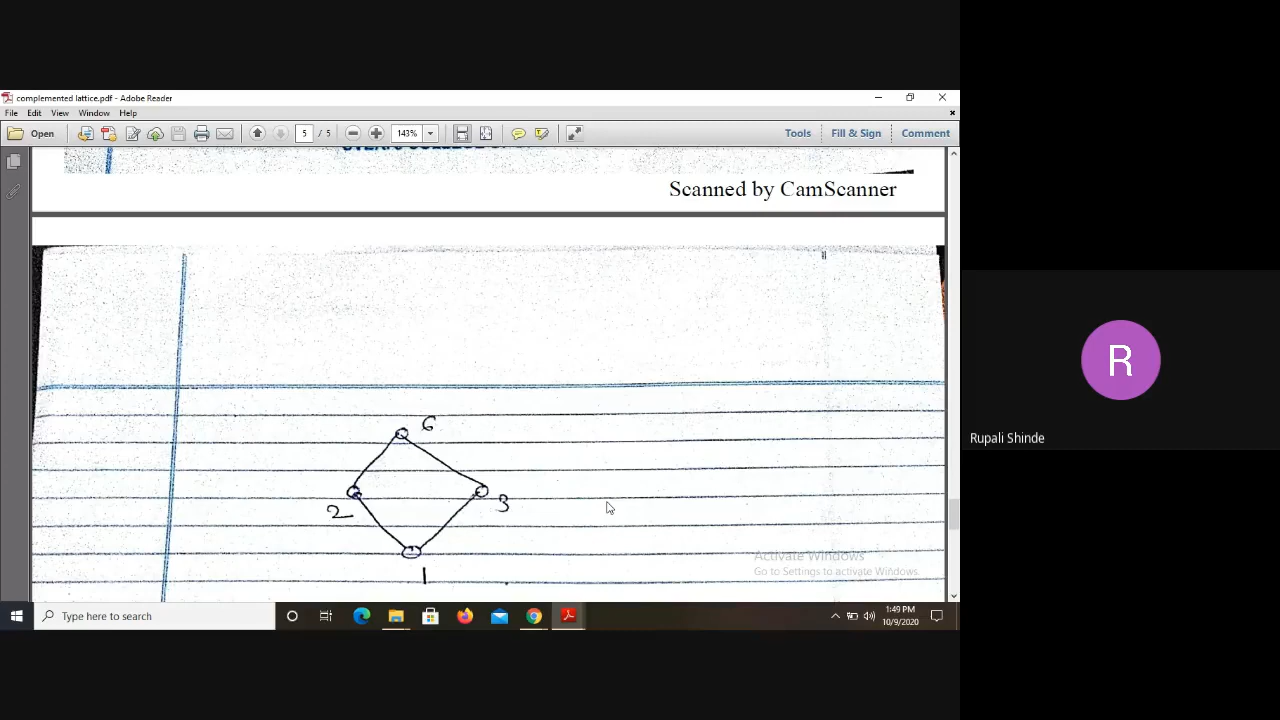 complemented lattice.pdf - Adobe Reader
File Edit View Window Help
Open 5 / 5 143% Tools Fill & Sign Comment
Scanned by CamScanner
6
2
3
1
Activate Windows
Go to Settings to activate Windows.
R
Rupali Shinde
Type here to search
1:49 PM
10/9/2020